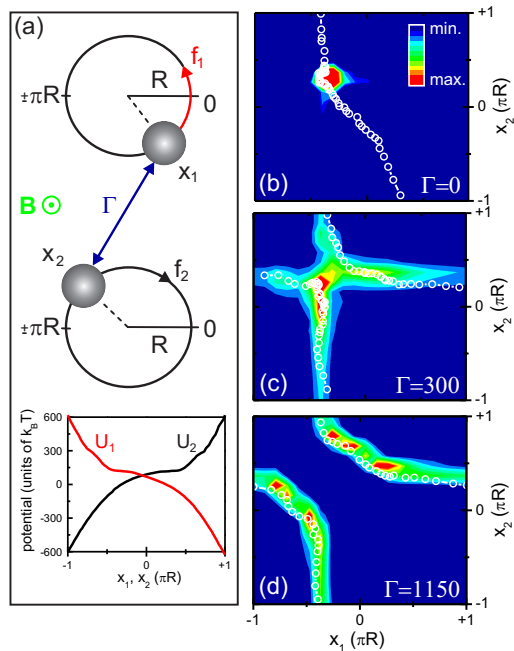 (a)
f1
R
±πR
0
x1
B
Γ
x2
f2
±πR
R
0
potential (units of kBT)
600
300
0
-300
-600
U1
U2
-1
0
+1
x1, x2 (πR)
min.
max.
(b)
Γ=0
+1
0
-1
x2 (πR)
(c)
Γ=300
+1
0
-1
x2 (πR)
(d)
Γ=1150
+1
0
-1
x2 (πR)
-1
0
+1
x1 (πR)